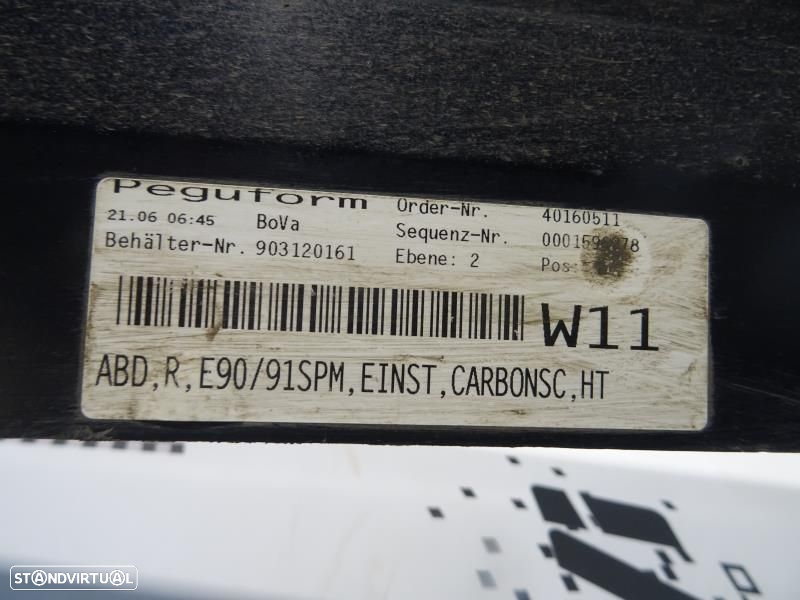 Peguform
Order-Nr. 40160511
21.06 06:45 BoVa
Sequenz-Nr.
Behälter-Nr. 903120161
Ebene: 2
Pos:
W11
ABD,R,E90/91SPM,EINST,CARBONSC,HT
STANDVIRTUAL